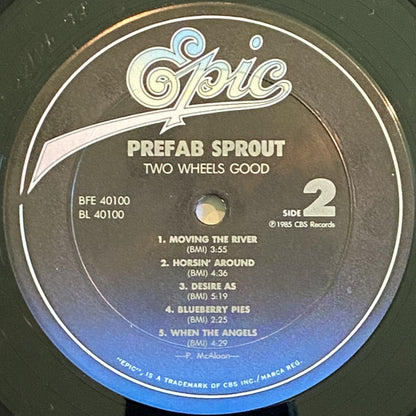 Epic
PREFAB SPROUT
TWO WHEELS GOOD
BFE 40100
BL 40100
SIDE 2
℗1985 CBS Records
1. MOVING THE RIVER
(BMI) 3:55
2. HORSIN' AROUND
(BMI) 4:36
3. DESIRE AS
(BMI) 5:19
4. BLUEBERRY PIES
(BMI) 2:25
5. WHEN THE ANGELS
(BMI) 4:29
—P. McAloon—
"EPIC", IS A TRADEMARK OF CBS INC./MARCA REG.